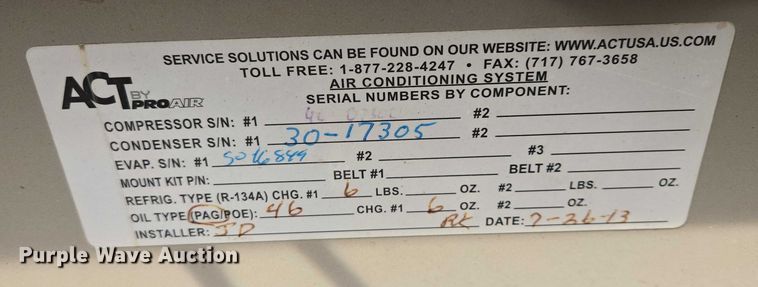 SERVICE SOLUTIONS CAN BE FOUND ON OUR WEBSITE: WWW.ACTUSA.US.COM
TOLL FREE: 1-877-228-4247 • FAX: (717) 767-3658
ACT BY PROAIR
AIR CONDITIONING SYSTEM
SERIAL NUMBERS BY COMPONENT:
COMPRESSOR S/N: #1 #2
CONDENSER S/N: #1 30-17305 #2
EVAP. S/N: #1 #2 #3
MOUNT KIT P/N: BELT #1 BELT #2
REFRIG. TYPE (R-134A) CHG. #1 6 LBS. OZ. #2 LBS. OZ.
OIL TYPE (PAG/POE): 46 CHG. #1 6 OZ. #2 OZ.
INSTALLER: JD DATE: 7-26-13
Purple Wave Auction